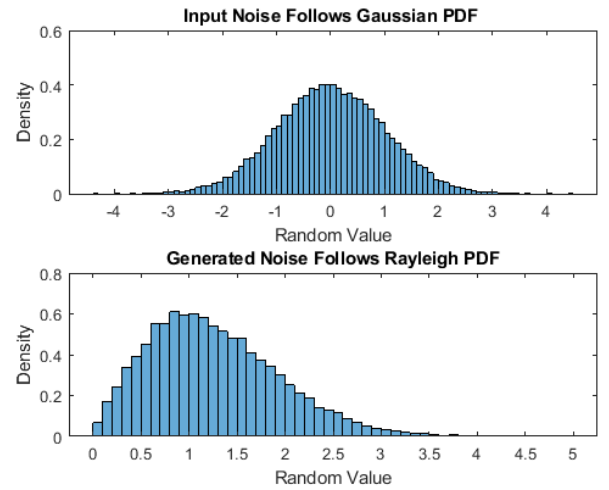 Input Noise Follows Gaussian PDF
0.6
0.4
0.2
0
Density
-4 -3 -2 -1 0 1 2 3 4
Random Value
Generated Noise Follows Rayleigh PDF
0.8
0.6
0.4
0.2
0
Density
0 0.5 1 1.5 2 2.5 3 3.5 4 4.5 5
Random Value